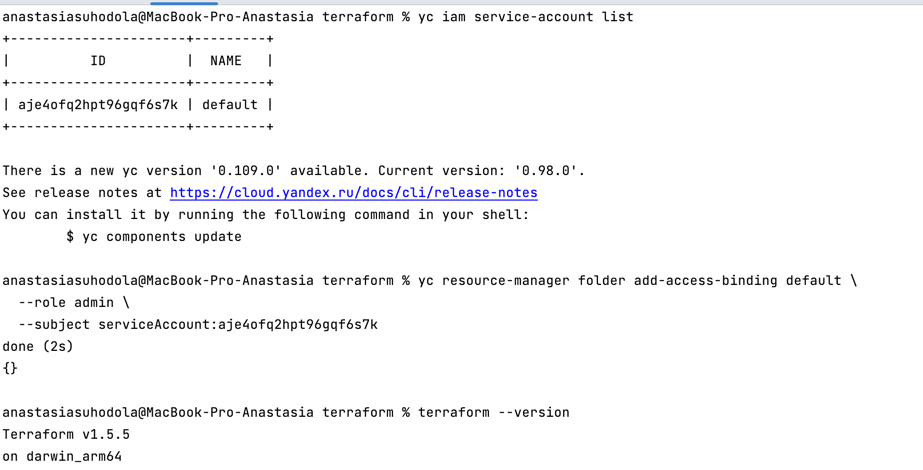 anastasiasuhodola@MacBook-Pro-Anastasia terraform % yc iam service-account list
+----------------------+---------+
|          ID          |  NAME   |
+----------------------+---------+
| aje4ofq2hpt96gqf6s7k | default |
+----------------------+---------+
There is a new yc version '0.109.0' available. Current version: '0.98.0'.
See release notes at https://cloud.yandex.ru/docs/cli/release-notes
You can install it by running the following command in your shell:
        $ yc components update
anastasiasuhodola@MacBook-Pro-Anastasia terraform % yc resource-manager folder add-access-binding default \
  --role admin \
  --subject serviceAccount:aje4ofq2hpt96gqf6s7k
done (2s)
{}
anastasiasuhodola@MacBook-Pro-Anastasia terraform % terraform --version
Terraform v1.5.5
on darwin_arm64